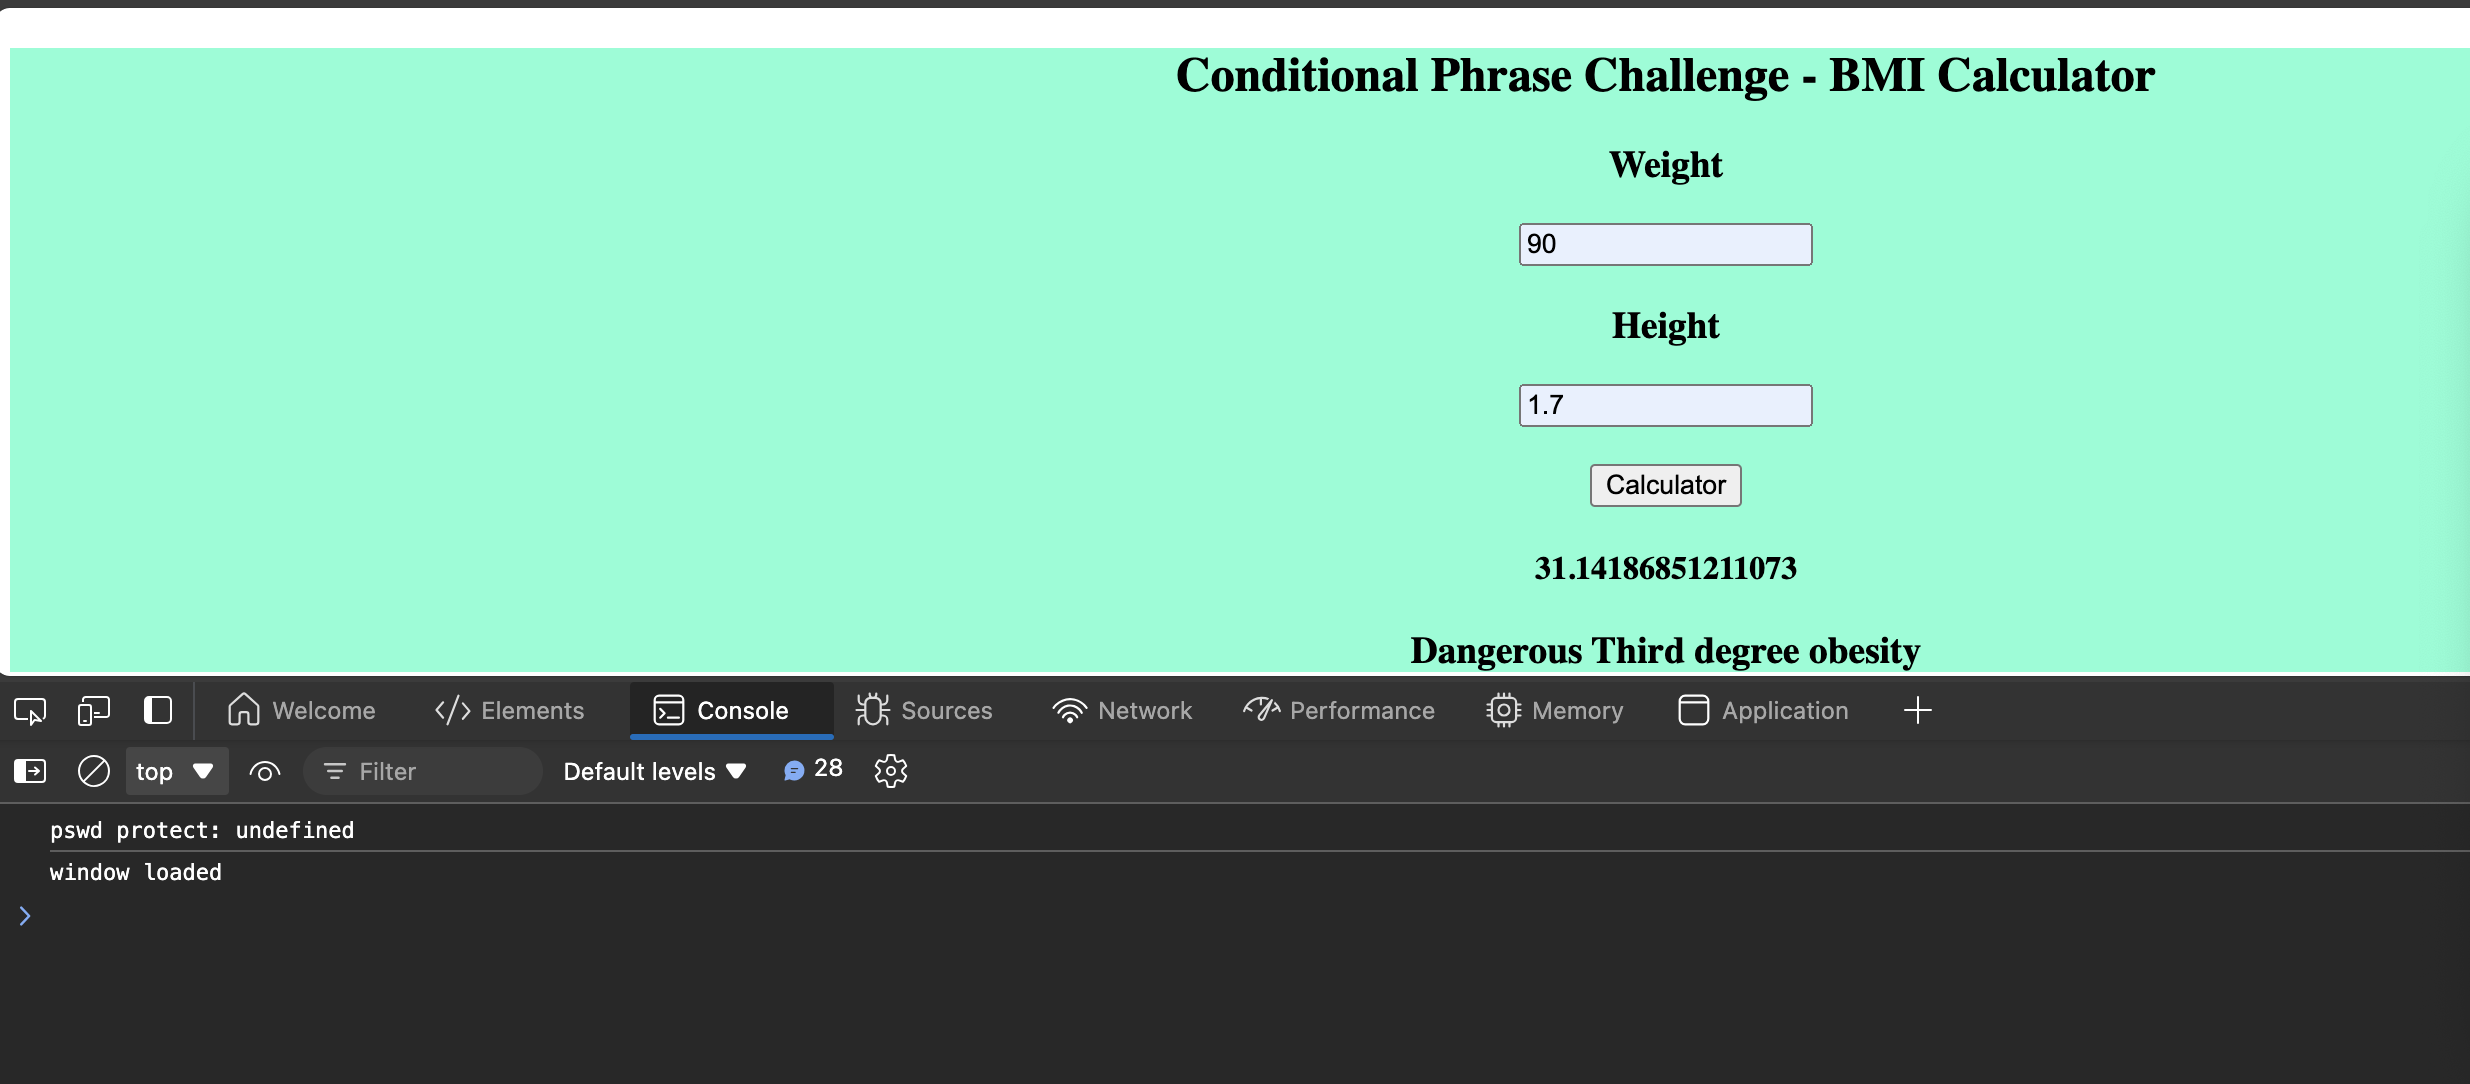 Conditional Phrase Challenge - BMI Calculator
Weight
90
Height
1.7
Calculator
31.14186851211073
Dangerous Third degree obesity
Welcome Elements Console Sources Network Performance Memory Application
top Filter Default levels 28
pswd protect: undefined
window loaded